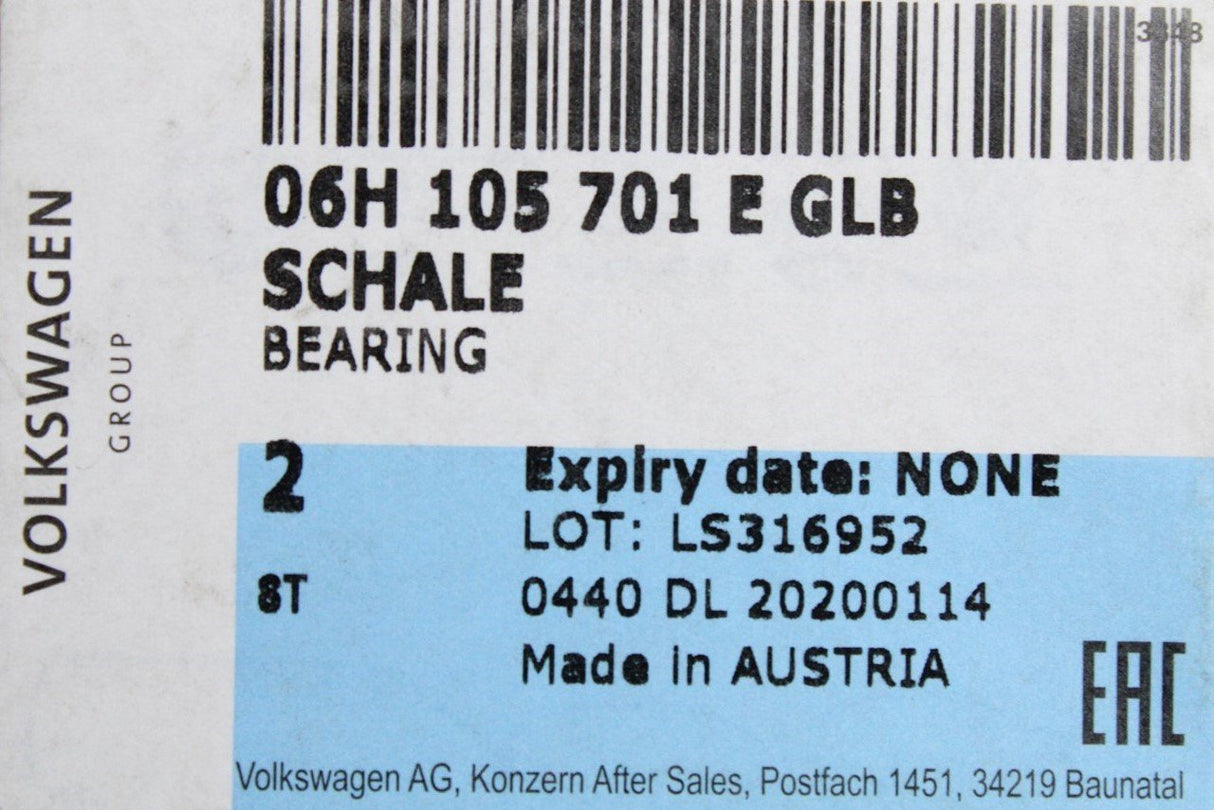 06H 105 701 E GLB
SCHALE
BEARING
VOLKSWAGEN
GROUP
2
Expiry date: NONE
LOT: LS316952
8T
0440 DL 20200114
Made in AUSTRIA
EAC
Volkswagen AG, Konzern After Sales, Postfach 1451, 34219 Baunatal